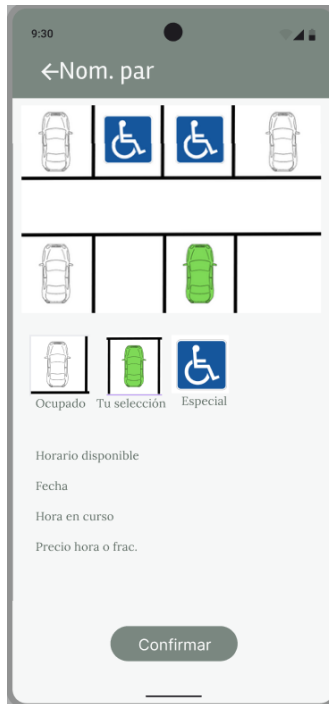 9:30
←Nom. par
Ocupado Tu selección Especial
Horario disponible
Fecha
Hora en curso
Precio hora o frac.
Confirmar